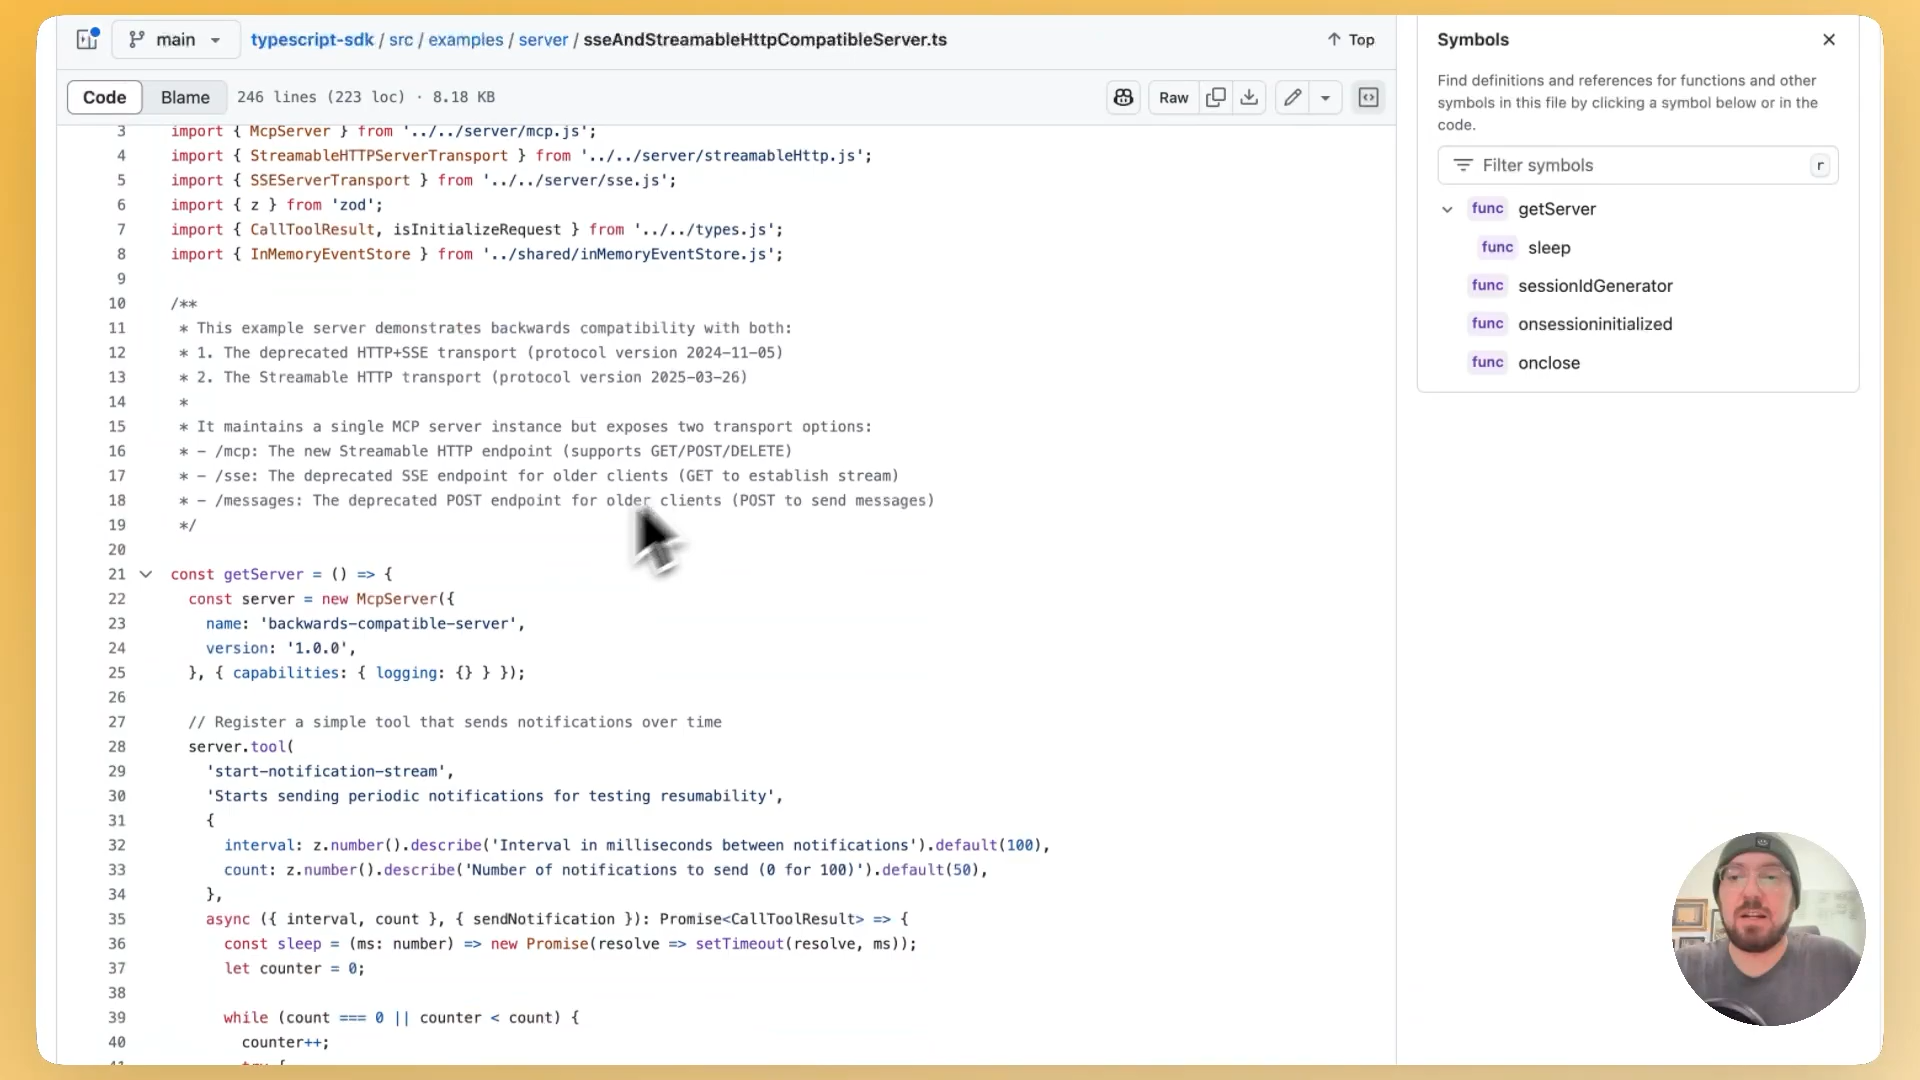 main
typescript-sdk / src / examples / server / sseAndStreamableHttpCompatibleServer.ts
Top
Code Blame 246 lines (223 loc) · 8.18 KB
Raw
3 import { McpServer } from '../../server/mcp.js';
4 import { StreamableHTTPServerTransport } from '../../server/streamableHttp.js';
5 import { SSEServerTransport } from '../../server/sse.js';
6 import { z } from 'zod';
7 import { CallToolResult, isInitializeRequest } from '../../types.js';
8 import { InMemoryEventStore } from '../shared/inMemoryEventStore.js';
9
10 /**
11 * This example server demonstrates backwards compatibility with both:
12 * 1. The deprecated HTTP+SSE transport (protocol version 2024-11-05)
13 * 2. The Streamable HTTP transport (protocol version 2025-03-26)
14 *
15 * It maintains a single MCP server instance but exposes two transport options:
16 * - /mcp: The new Streamable HTTP endpoint (supports GET/POST/DELETE)
17 * - /sse: The deprecated SSE endpoint for older clients (GET to establish stream)
18 * - /messages: The deprecated POST endpoint for older clients (POST to send messages)
19 */
20
21 const getServer = () => {
22 const server = new McpServer({
23 name: 'backwards-compatible-server',
24 version: '1.0.0',
25 }, { capabilities: { logging: {} } });
26
27 // Register a simple tool that sends notifications over time
28 server.tool(
29 'start-notification-stream',
30 'Starts sending periodic notifications for testing resumability',
31 {
32 interval: z.number().describe('Interval in milliseconds between notifications').default(100),
33 count: z.number().describe('Number of notifications to send (0 for 100)').default(50),
34 },
35 async ({ interval, count }, { sendNotification }): Promise<CallToolResult> => {
36 const sleep = (ms: number) => new Promise(resolve => setTimeout(resolve, ms));
37 let counter = 0;
38
39 while (count === 0 || counter < count) {
40 counter++;
41 try {
Symbols
Find definitions and references for functions and other
symbols in this file by clicking a symbol below or in the
code.
Filter symbols r
func getServer
func sleep
func sessionIdGenerator
func onsessioninitialized
func onclose